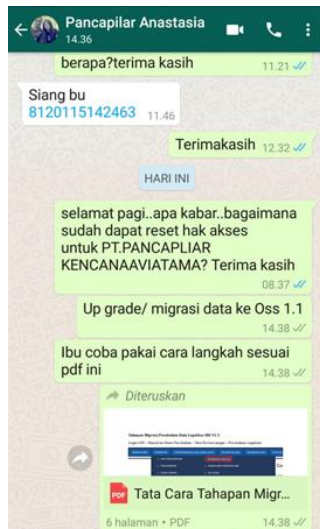 Pancapilar Anastasia
14.36
berapa?terima kasih
11.21
Siang bu
8120115142463 11.46
Terimakasih 12.32
HARI INI
selamat pagi..apa kabar..bagaimana
sudah dapat reset hak akses
untuk PT.PANCAPLIAR
KENCANAAVIATAMA? Terima kasih
08.37
Up grade/ migrasi data ke Oss 1.1
14.38
Ibu coba pakai cara langkah sesuai
pdf ini
14.38
Diteruskan
PDF Tata Cara Tahapan Migr...
6 halaman • PDF 14.38